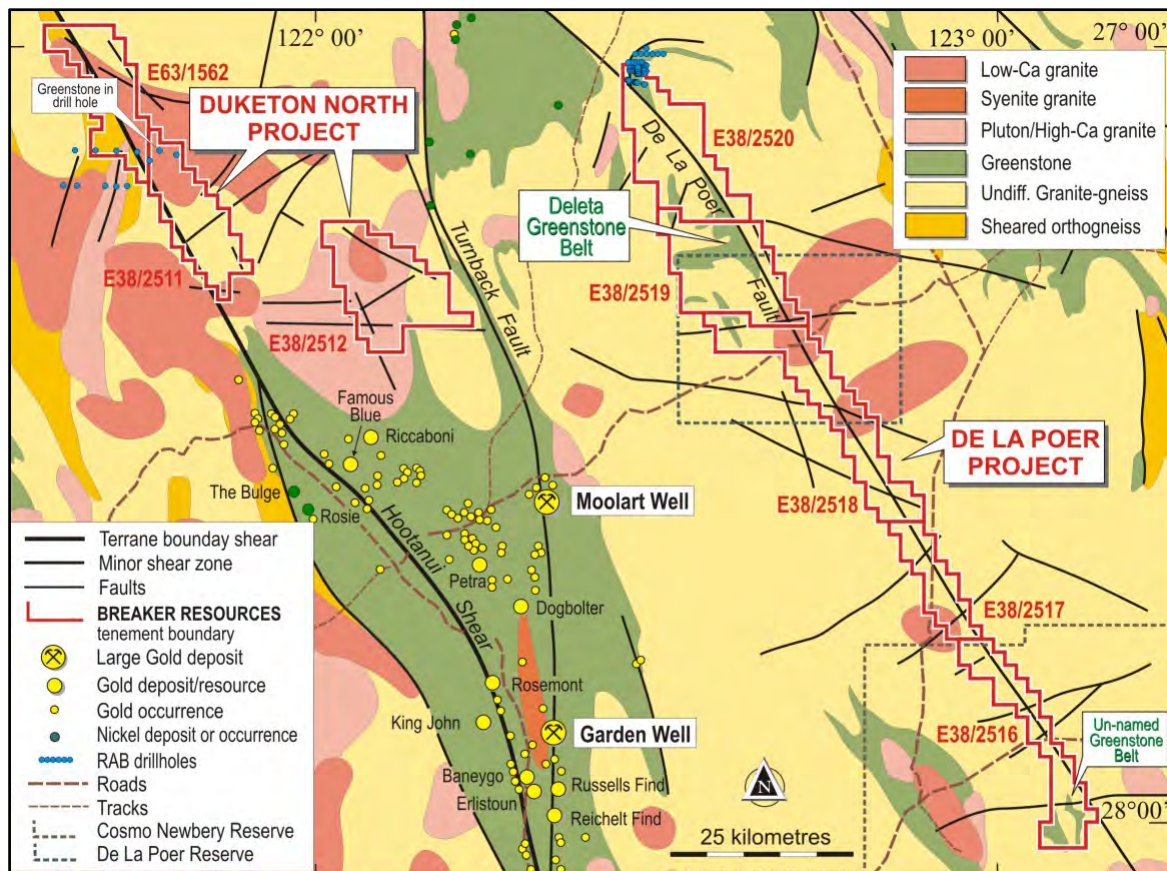 122° 00'
123° 00'
27° 00'
E63/1562
Greenstone in
drill hole
DUKETON NORTH
PROJECT
E38/2511
E38/2512
De La Poer
Fault
E38/2520
Deleta
Greenstone
Belt
E38/2519
Turnback
Fault
Low-Ca granite
Syenite granite
Pluton/High-Ca granite
Greenstone
Undiff. Granite-gneiss
Sheared orthogneiss
Famous
Blue
Riccaboni
The Bulge
Rosie
Hootanui
Shear
Moolart Well
Petra
Dogbolter
Rosemont
King John
Garden Well
Baneygo
Erlistoun
Russells Find
Reichelt Find
DE LA POER
PROJECT
E38/2518
E38/2517
E38/2516
Un-named
Greenstone
Belt
28°00'
N
25 kilometres
Terrane bounday shear
Minor shear zone
Faults
BREAKER RESOURCES
tenement boundary
Large Gold deposit
Gold deposit/resource
Gold occurrence
Nickel deposit or occurrence
RAB drillholes
Roads
Tracks
Cosmo Newbery Reserve
De La Poer Reserve